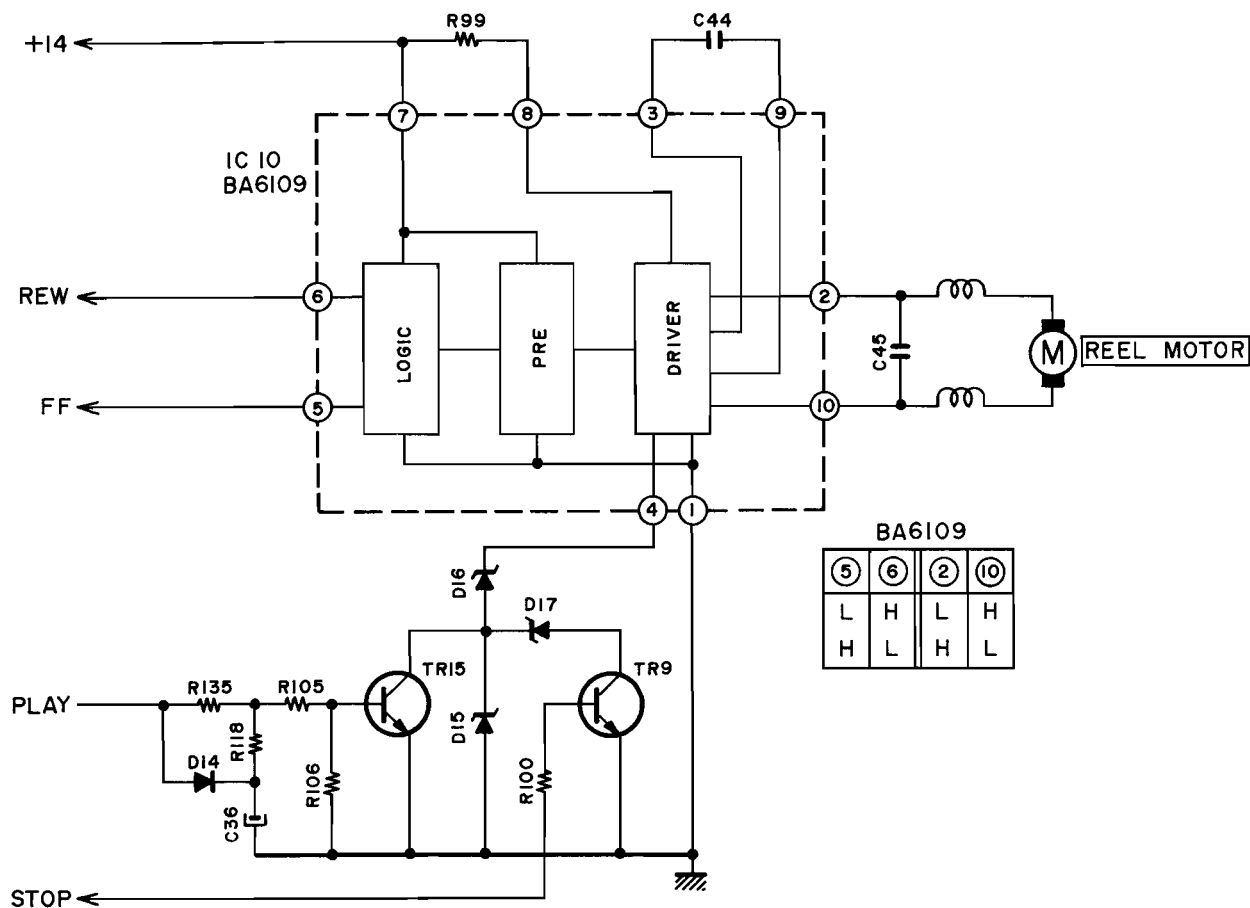 R99
C44
+14
7
8
3
9
IC 10
BA6109
REW
6
LOGIC
PRE
DRIVER
2
C45
M
REEL MOTOR
FF
5
10
4
1
BA6109
5 6 2 10
L H L H
H L H L
D16
D17
TR15
TR9
PLAY
R135
R105
R118
D14
R106
D15
R100
C36
STOP